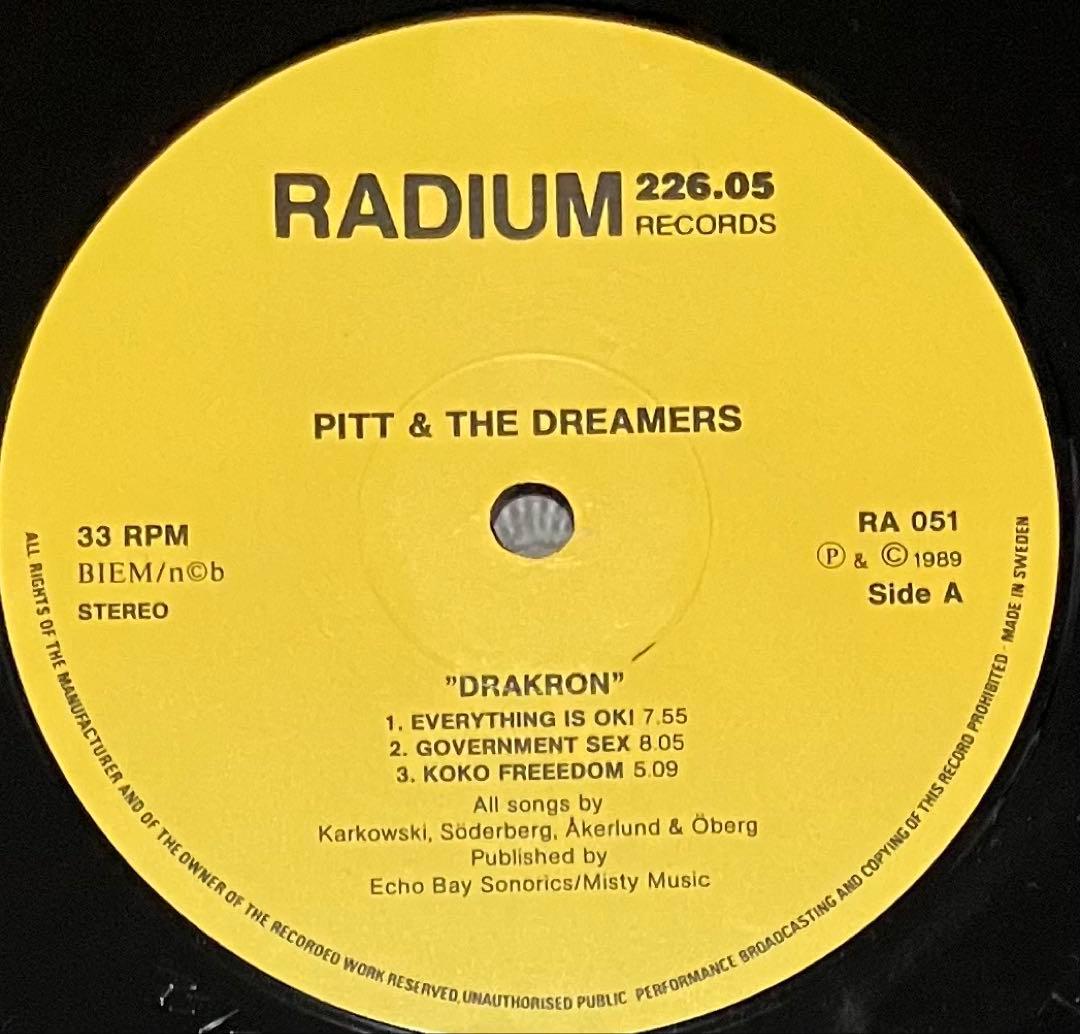 RADIUM 226.05
RECORDS
PITT & THE DREAMERS
33 RPM
BIEM/n©b
STEREO
RA 051
Ⓟ & © 1989
Side A
"DRAKRON"
1. EVERYTHING IS OKI 7.55
2. GOVERNMENT SEX 8.05
3. KOKO FREEEDOM 5.09
All songs by
Karkowski, Söderberg, Åkerlund & Öberg
Published by
Echo Bay Sonorics/Misty Music
ALL RIGHTS OF THE MANUFACTURER AND OF THE OWNER OF THE RECORDED WORK RESERVED, UNAUTHORISED PUBLIC PERFORMANCE BROADCASTING AND COPYING OF THIS RECORD PROHIBITED - MADE IN SWEDEN